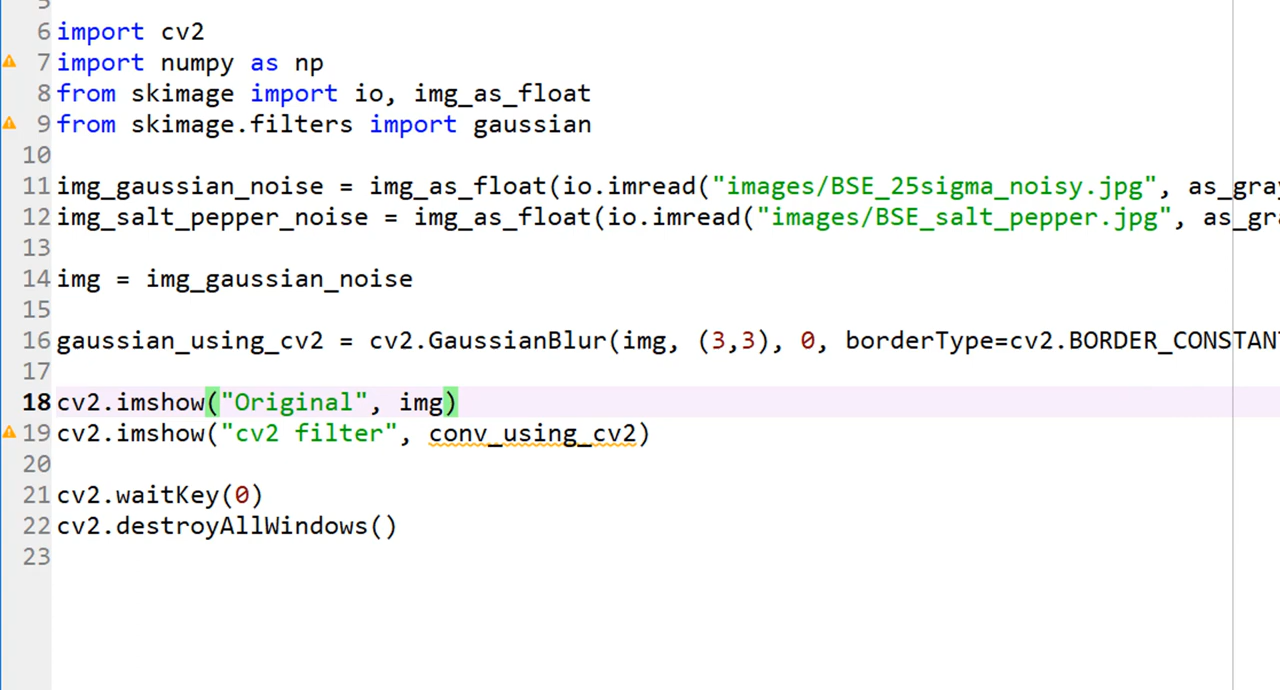 5
6 import cv2
7 import numpy as np
8 from skimage import io, img_as_float
9 from skimage.filters import gaussian
10
11 img_gaussian_noise = img_as_float(io.imread("images/BSE_25sigma_noisy.jpg", as_gray
12 img_salt_pepper_noise = img_as_float(io.imread("images/BSE_salt_pepper.jpg", as_gra
13
14 img = img_gaussian_noise
15
16 gaussian_using_cv2 = cv2.GaussianBlur(img, (3,3), 0, borderType=cv2.BORDER_CONSTANT
17
18 cv2.imshow("Original", img)
19 cv2.imshow("cv2 filter", conv_using_cv2)
20
21 cv2.waitKey(0)
22 cv2.destroyAllWindows()
23